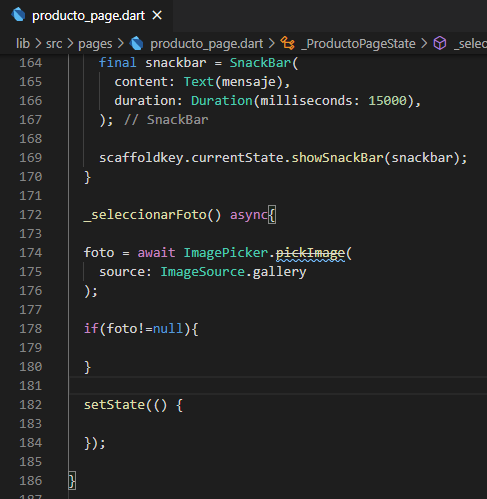 producto_page.dart ×
lib > src > pages > producto_page.dart > _ProductoPageState > _selec
164 final snackbar = SnackBar(
165 content: Text(mensaje),
166 duration: Duration(milliseconds: 15000),
167 ); // SnackBar
168
169 scaffoldkey.currentState.showSnackBar(snackbar);
170 }
171
172 _seleccionarFoto() async{
173
174 foto = await ImagePicker.pickImage(
175 source: ImageSource.gallery
176 );
177
178 if(foto!=null){
179
180 }
181
182 setState(() {
183
184 });
185
186 }
187